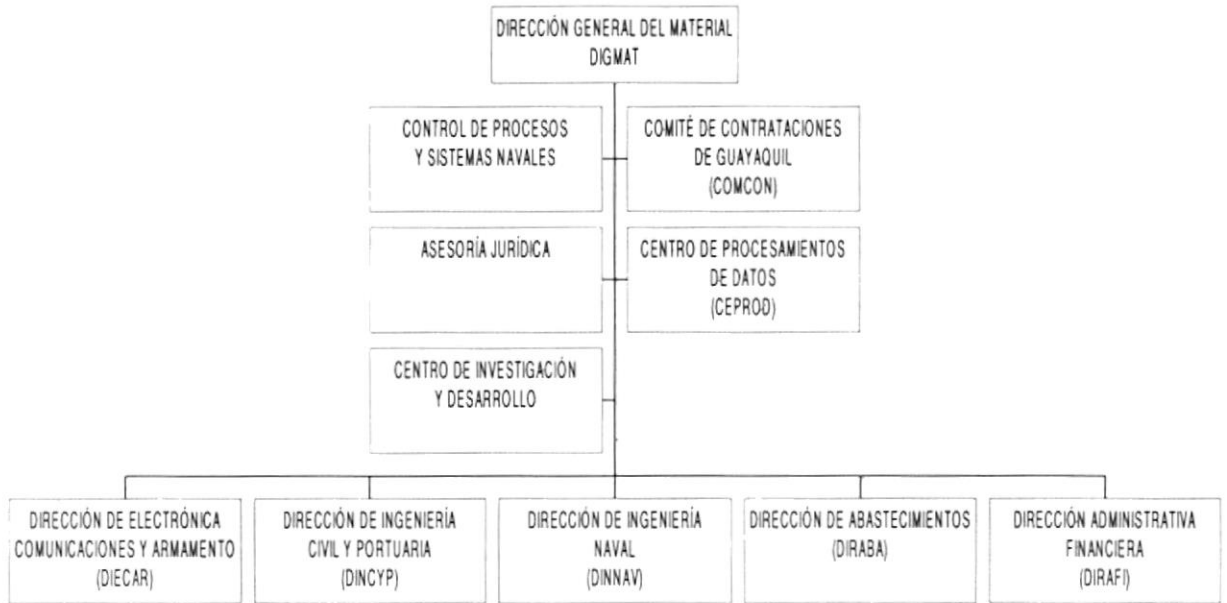 DIRECCIÓN GENERAL DEL MATERIAL
DIGMAT
CONTROL DE PROCESOS
Y SISTEMAS NAVALES
COMITÉ DE CONTRATACIONES
DE GUAYAQUIL
(COMCON)
ASESORÍA JURÍDICA
CENTRO DE PROCESAMIENTOS
DE DATOS
(CEPROD)
CENTRO DE INVESTIGACIÓN
Y DESARROLLO
DIRECCIÓN DE ELECTRÓNICA
COMUNICACIONES Y ARMAMENTO
(DIECAR)
DIRECCIÓN DE INGENIERÍA
CIVIL Y PORTUARIA
(DINCYP)
DIRECCIÓN DE INGENIERÍA
NAVAL
(DINNAV)
DIRECCIÓN DE ABASTECIMIENTOS
(DIRABA)
DIRECCIÓN ADMINISTRATIVA
FINANCIERA
(DIRAFI)